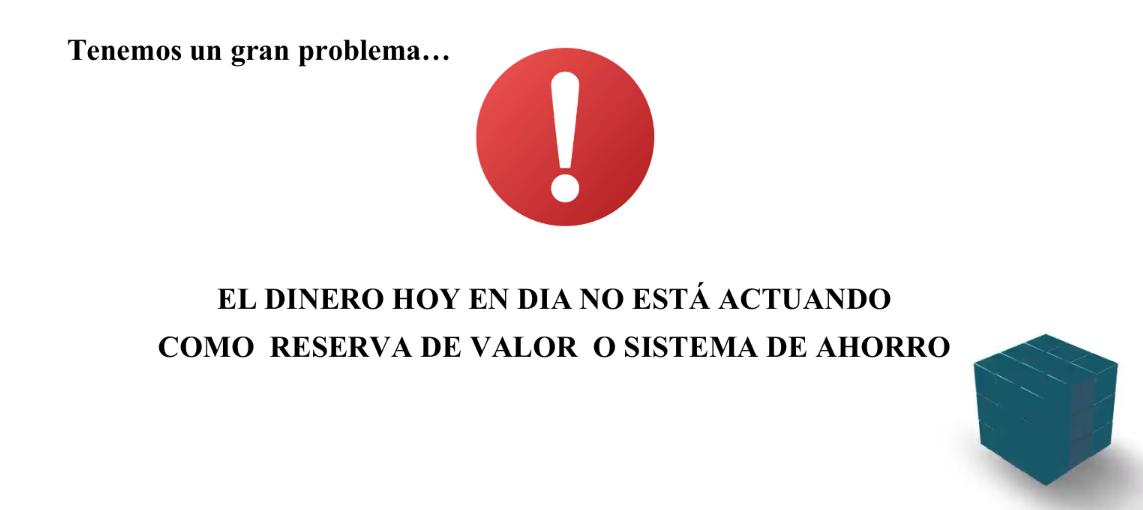 Tenemos un gran problema…
EL DINERO HOY EN DIA NO ESTÁ ACTUANDO
COMO  RESERVA DE VALOR  O SISTEMA DE AHORRO